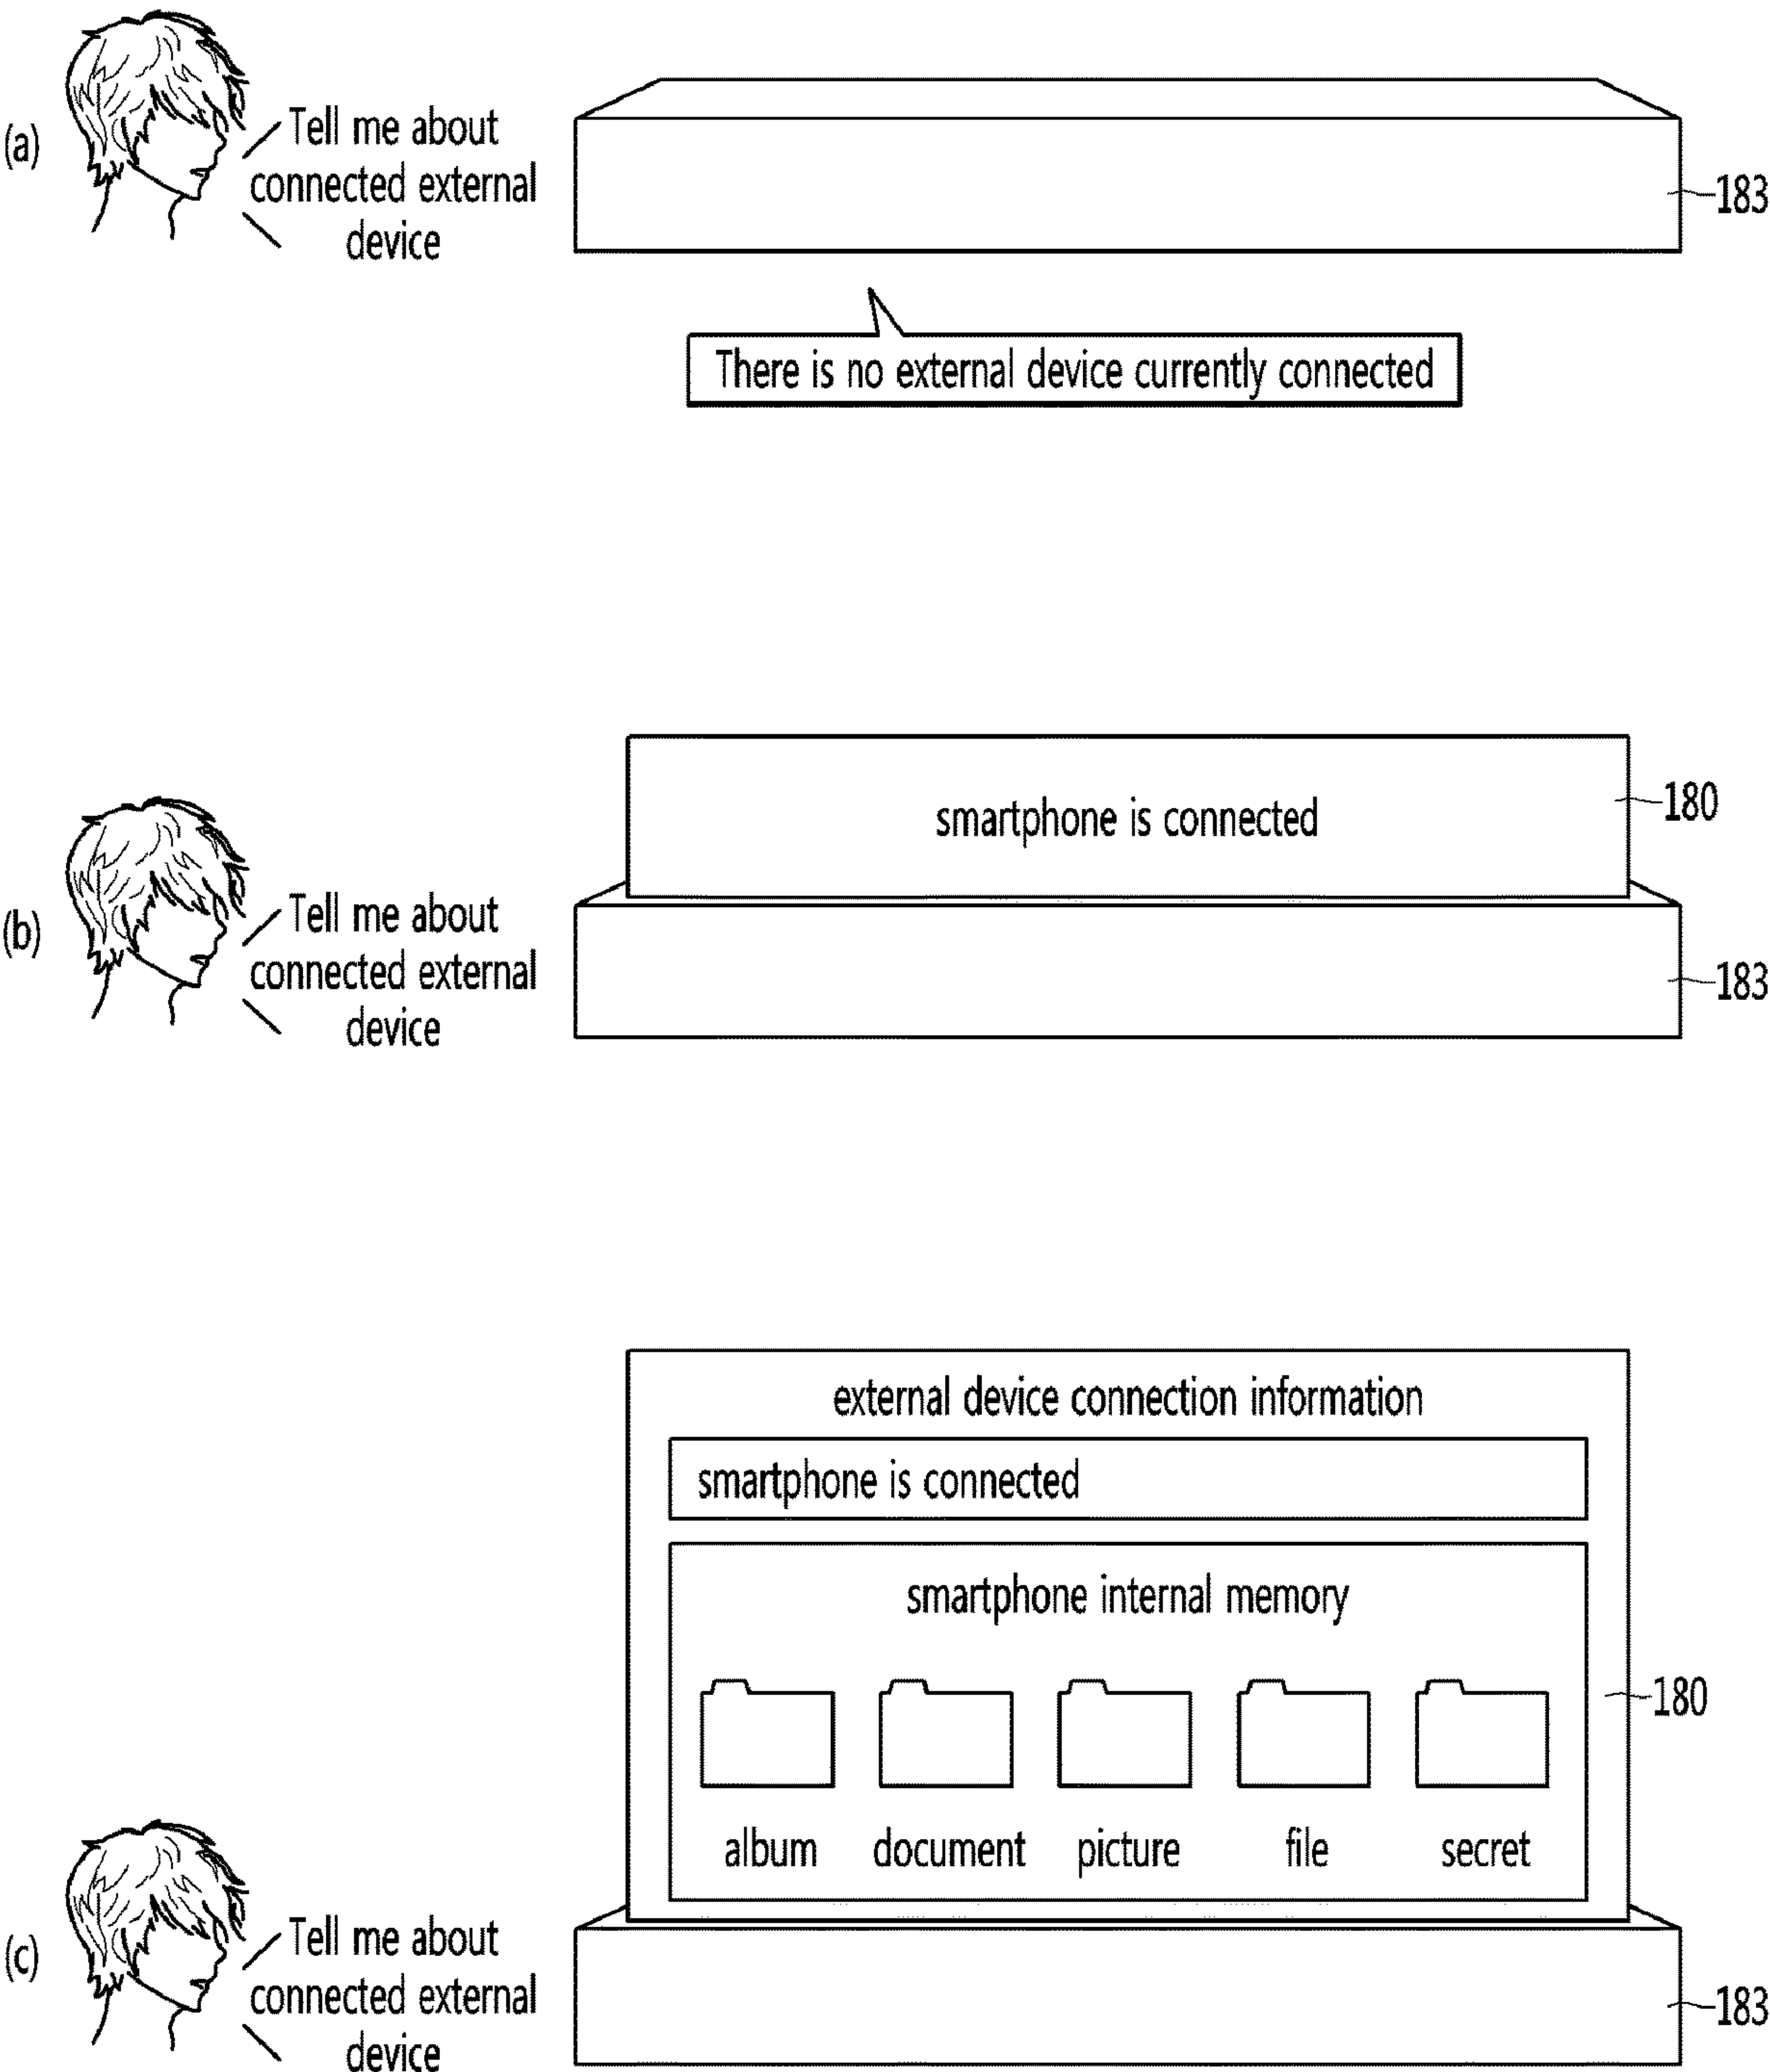 (a)
Tell me about
connected external
device
183
There is no external device currently connected
(b)
Tell me about
connected external
device
smartphone is connected
180
183
(c)
Tell me about
connected external
device
external device connection information
smartphone is connected
smartphone internal memory
album document picture file secret
180
183